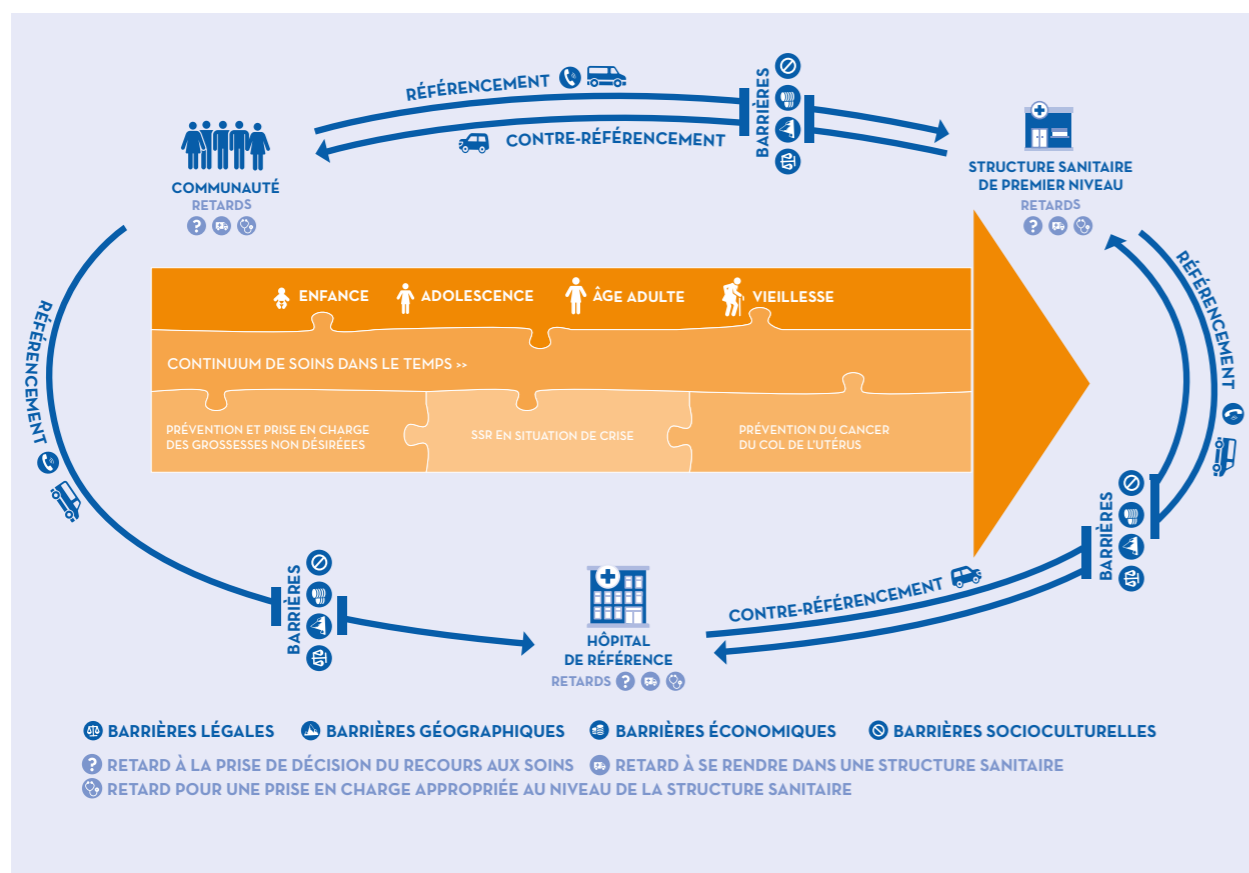 RÉFÉRENCEMENT
CONTRE-RÉFÉRENCEMENT
BARRIÈRES
COMMUNAUTÉ
RETARDS
?
STRUCTURE SANITAIRE
DE PREMIER NIVEAU
RETARDS
?
RÉFÉRENCEMENT
RÉFÉRENCEMENT
ENFANCE
ADOLESCENCE
ÂGE ADULTE
VIEILLESSE
CONTINUUM DE SOINS DANS LE TEMPS >>
PRÉVENTION ET PRISE EN CHARGE
DES GROSSESSES NON DÉSIRÉEES
SSR EN SITUATION DE CRISE
PRÉVENTION DU CANCER
DU COL DE L'UTÉRUS
BARRIÈRES
BARRIÈRES
CONTRE-RÉFÉRENCEMENT
HÔPITAL
DE RÉFÉRENCE
RETARDS ?
BARRIÈRES LÉGALES BARRIÈRES GÉOGRAPHIQUES BARRIÈRES ÉCONOMIQUES BARRIÈRES SOCIOCULTURELLES
? RETARD À LA PRISE DE DÉCISION DU RECOURS AUX SOINS RETARD À SE RENDRE DANS UNE STRUCTURE SANITAIRE
RETARD POUR UNE PRISE EN CHARGE APPROPRIÉE AU NIVEAU DE LA STRUCTURE SANITAIRE